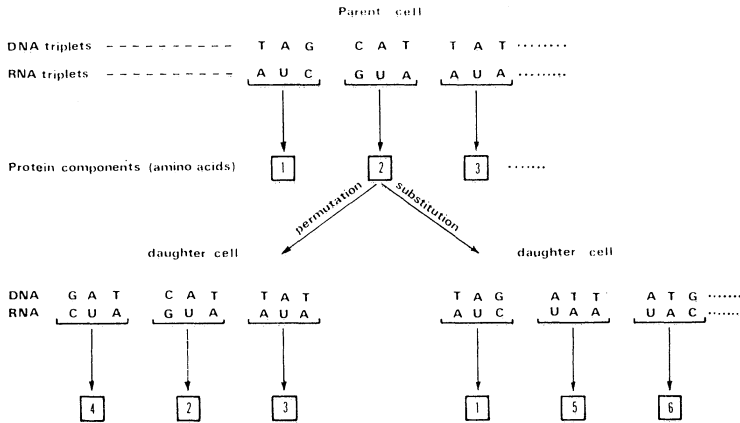 Parent cell
DNA triplets T A G C A T T A T
RNA triplets A U C G U A A U A
Protein components (amino acids) 1 2 3
permutation substitution
daughter cell daughter cell
DNA G A T C A T T A T T A G A T T A T G
RNA C U A G U A A U A A U C U A A U A C
4 2 3 1 5 6